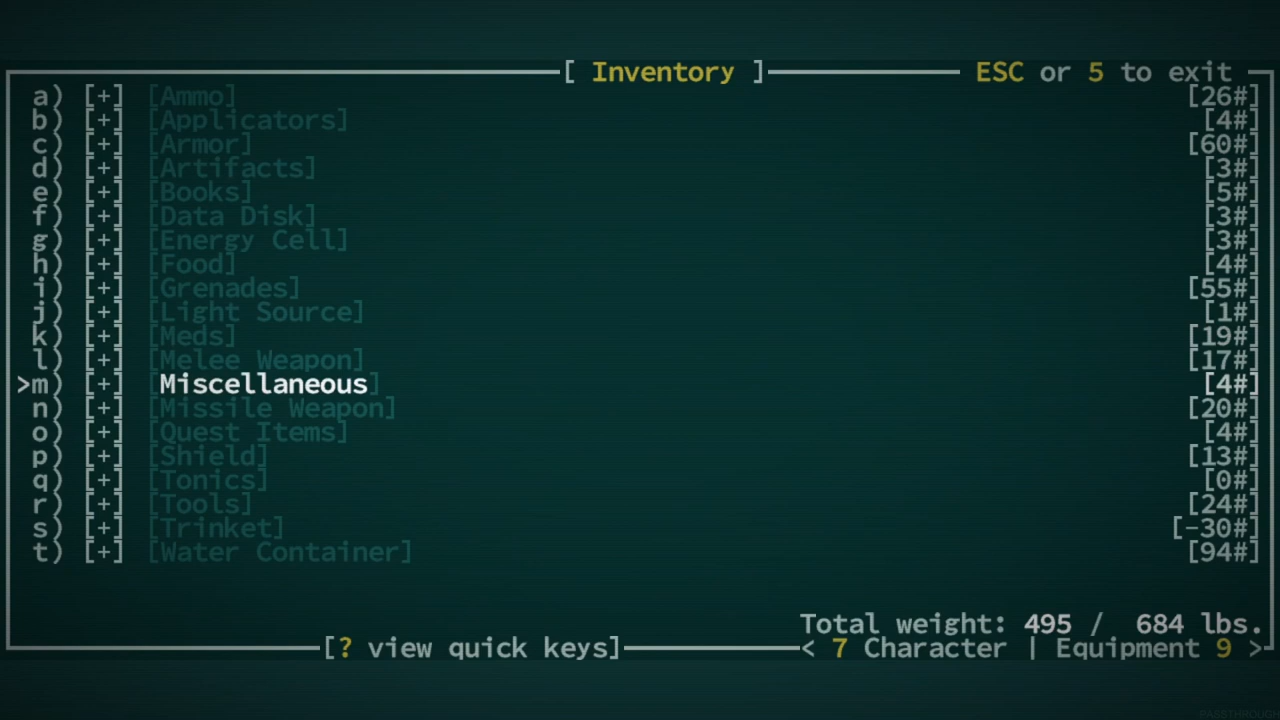 [ Inventory ] ESC or 5 to exit
a) [+] [Ammo] [26#]
b) [+] [Applicators] [4#]
c) [+] [Armor] [60#]
d) [+] [Artifacts] [3#]
e) [+] [Books] [5#]
f) [+] [Data Disk] [3#]
g) [+] [Energy Cell] [3#]
h) [+] [Food] [4#]
i) [+] [Grenades] [55#]
j) [+] [Light Source] [1#]
k) [+] [Meds] [19#]
l) [+] [Melee Weapon] [17#]
>m) [+] [Miscellaneous] [4#]
n) [+] [Missile Weapon] [20#]
o) [+] [Quest Items] [4#]
p) [+] [Shield] [13#]
q) [+] [Tonics] [0#]
r) [+] [Tools] [24#]
s) [+] [Trinket] [-30#]
t) [+] [Water Container] [94#]
Total weight: 495 / 684 lbs.
[? view quick keys] < 7 Character | Equipment 9 >